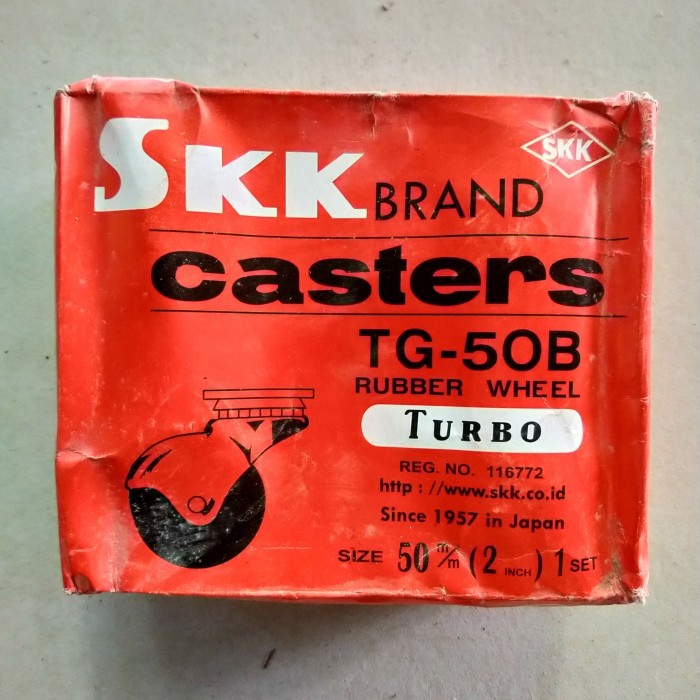 SKK BRAND
SKK
casters
TG-50B
RUBBER WHEEL
TURBO
REG. NO. 116772
http : //www.skk.co.id
Since 1957 in Japan
SIZE 50 m/m (2 INCH) 1 SET